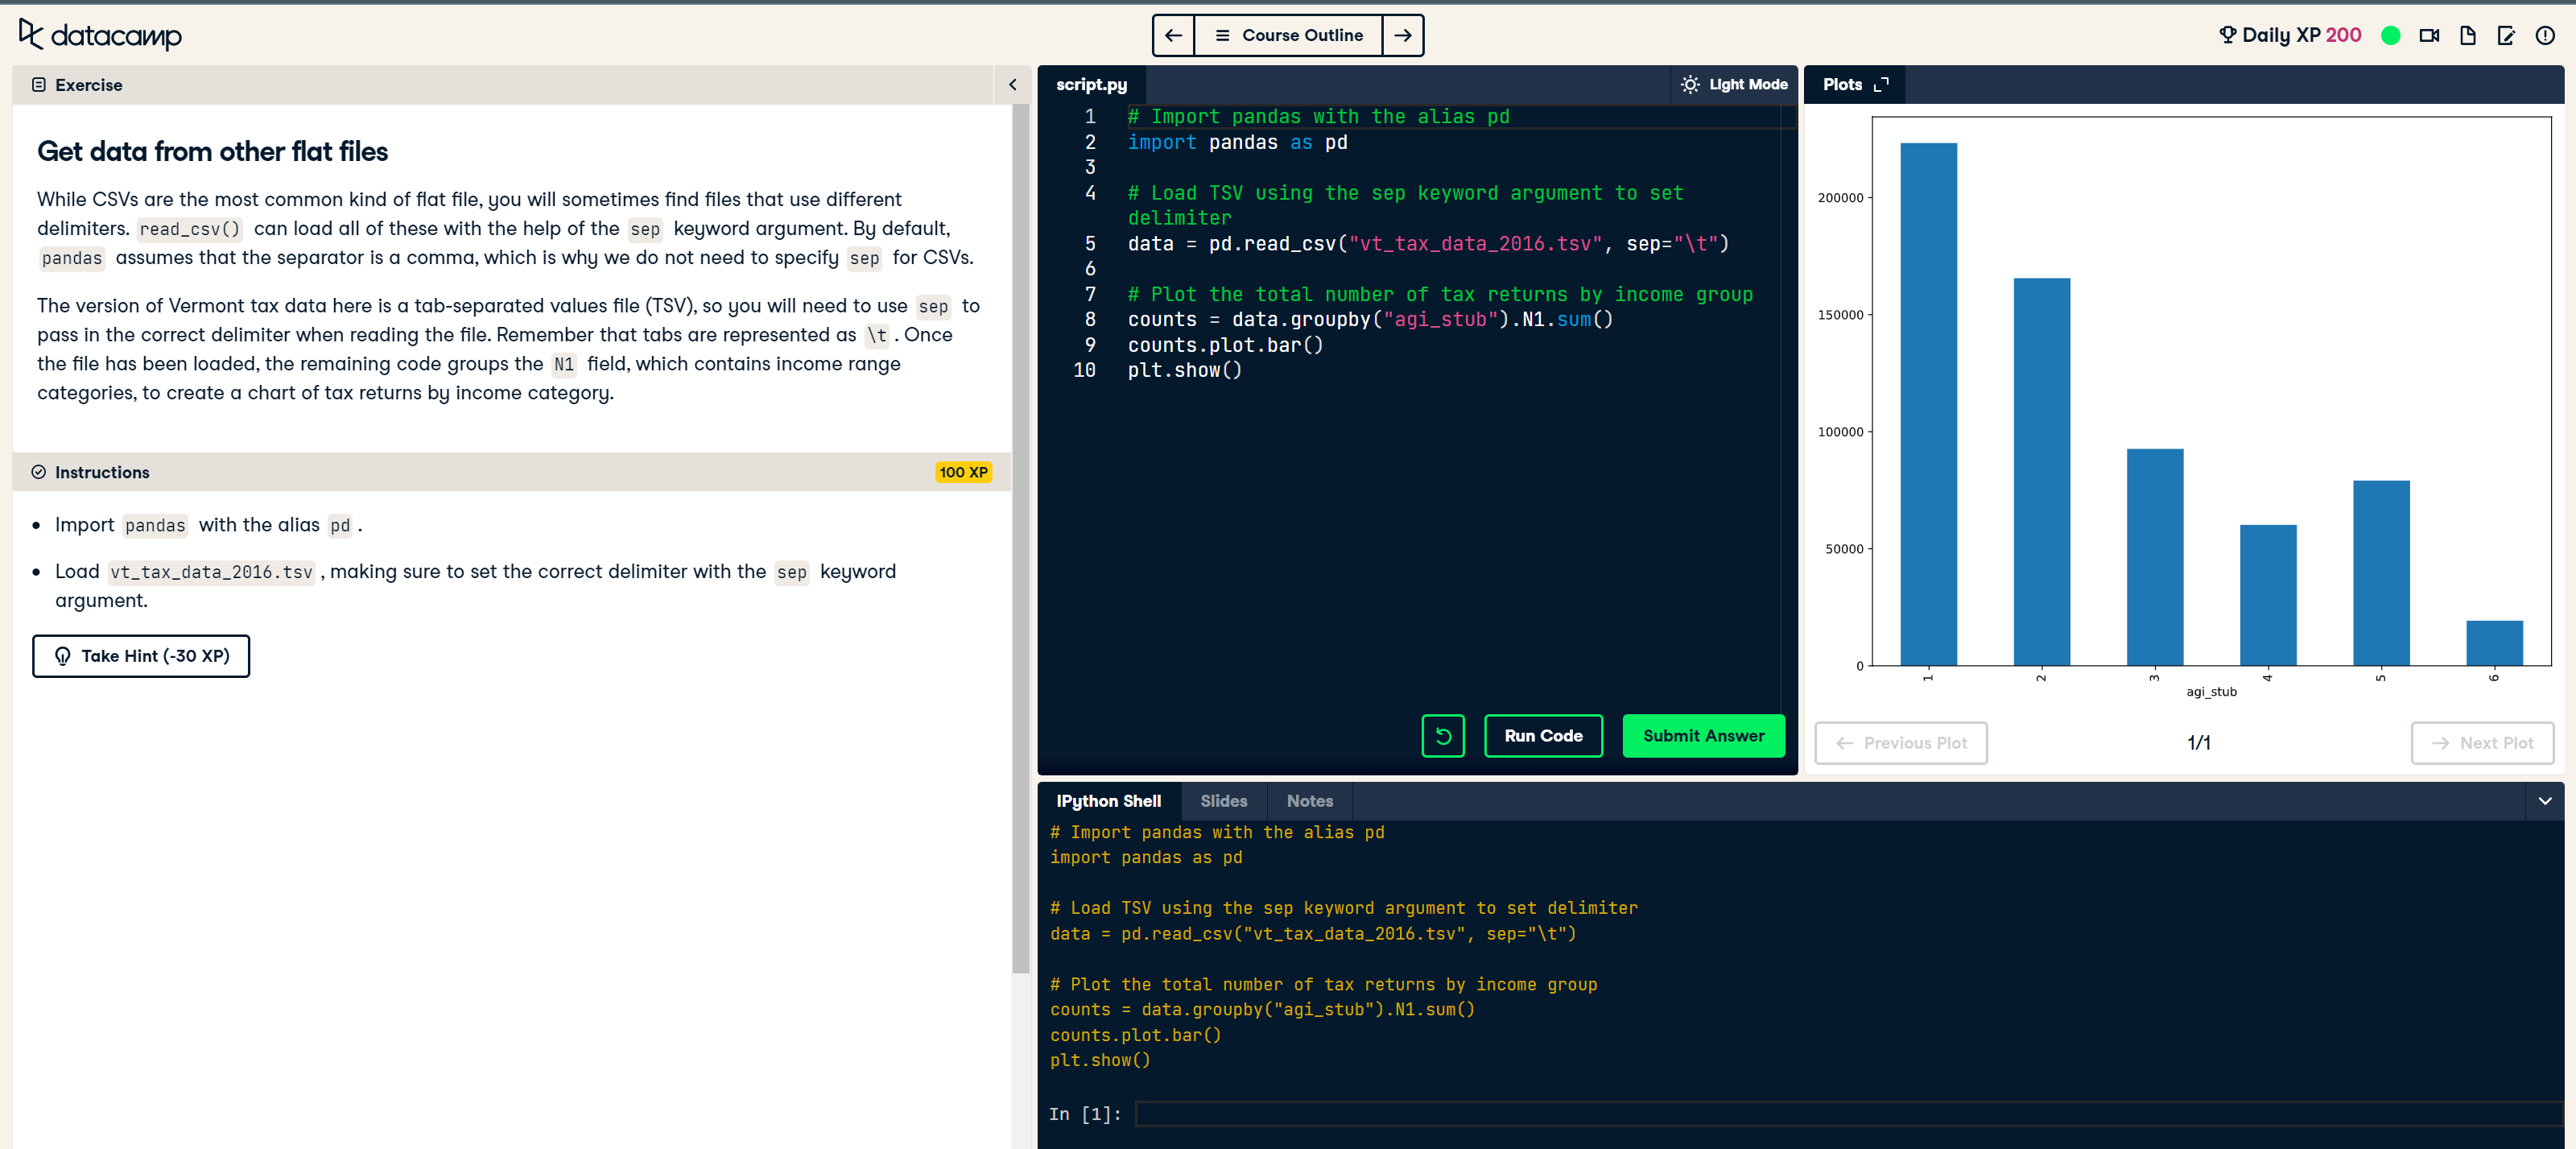 datacamp
Course Outline
Daily XP 200
Exercise
Get data from other flat files
While CSVs are the most common kind of flat file, you will sometimes find files that use different
delimiters. read_csv() can load all of these with the help of the sep keyword argument. By default,
pandas assumes that the separator is a comma, which is why we do not need to specify sep for CSVs.
The version of Vermont tax data here is a tab-separated values file (TSV), so you will need to use sep to
pass in the correct delimiter when reading the file. Remember that tabs are represented as \t . Once
the file has been loaded, the remaining code groups the N1 field, which contains income range
categories, to create a chart of tax returns by income category.
Instructions
100 XP
Import pandas with the alias pd .
Load vt_tax_data_2016.tsv , making sure to set the correct delimiter with the sep keyword
argument.
Take Hint (-30 XP)
script.py
Light Mode
1 # Import pandas with the alias pd
2 import pandas as pd
3
4 # Load TSV using the sep keyword argument to set
delimiter
5 data = pd.read_csv("vt_tax_data_2016.tsv", sep="\t")
6
7 # Plot the total number of tax returns by income group
8 counts = data.groupby("agi_stub").N1.sum()
9 counts.plot.bar()
10 plt.show()
Run Code
Submit Answer
Plots
200000
150000
100000
50000
0
1 2 3 4 5 6
agi_stub
Previous Plot
1/1
Next Plot
IPython Shell
Slides
Notes
# Import pandas with the alias pd
import pandas as pd
# Load TSV using the sep keyword argument to set delimiter
data = pd.read_csv("vt_tax_data_2016.tsv", sep="\t")
# Plot the total number of tax returns by income group
counts = data.groupby("agi_stub").N1.sum()
counts.plot.bar()
plt.show()
In [1]: